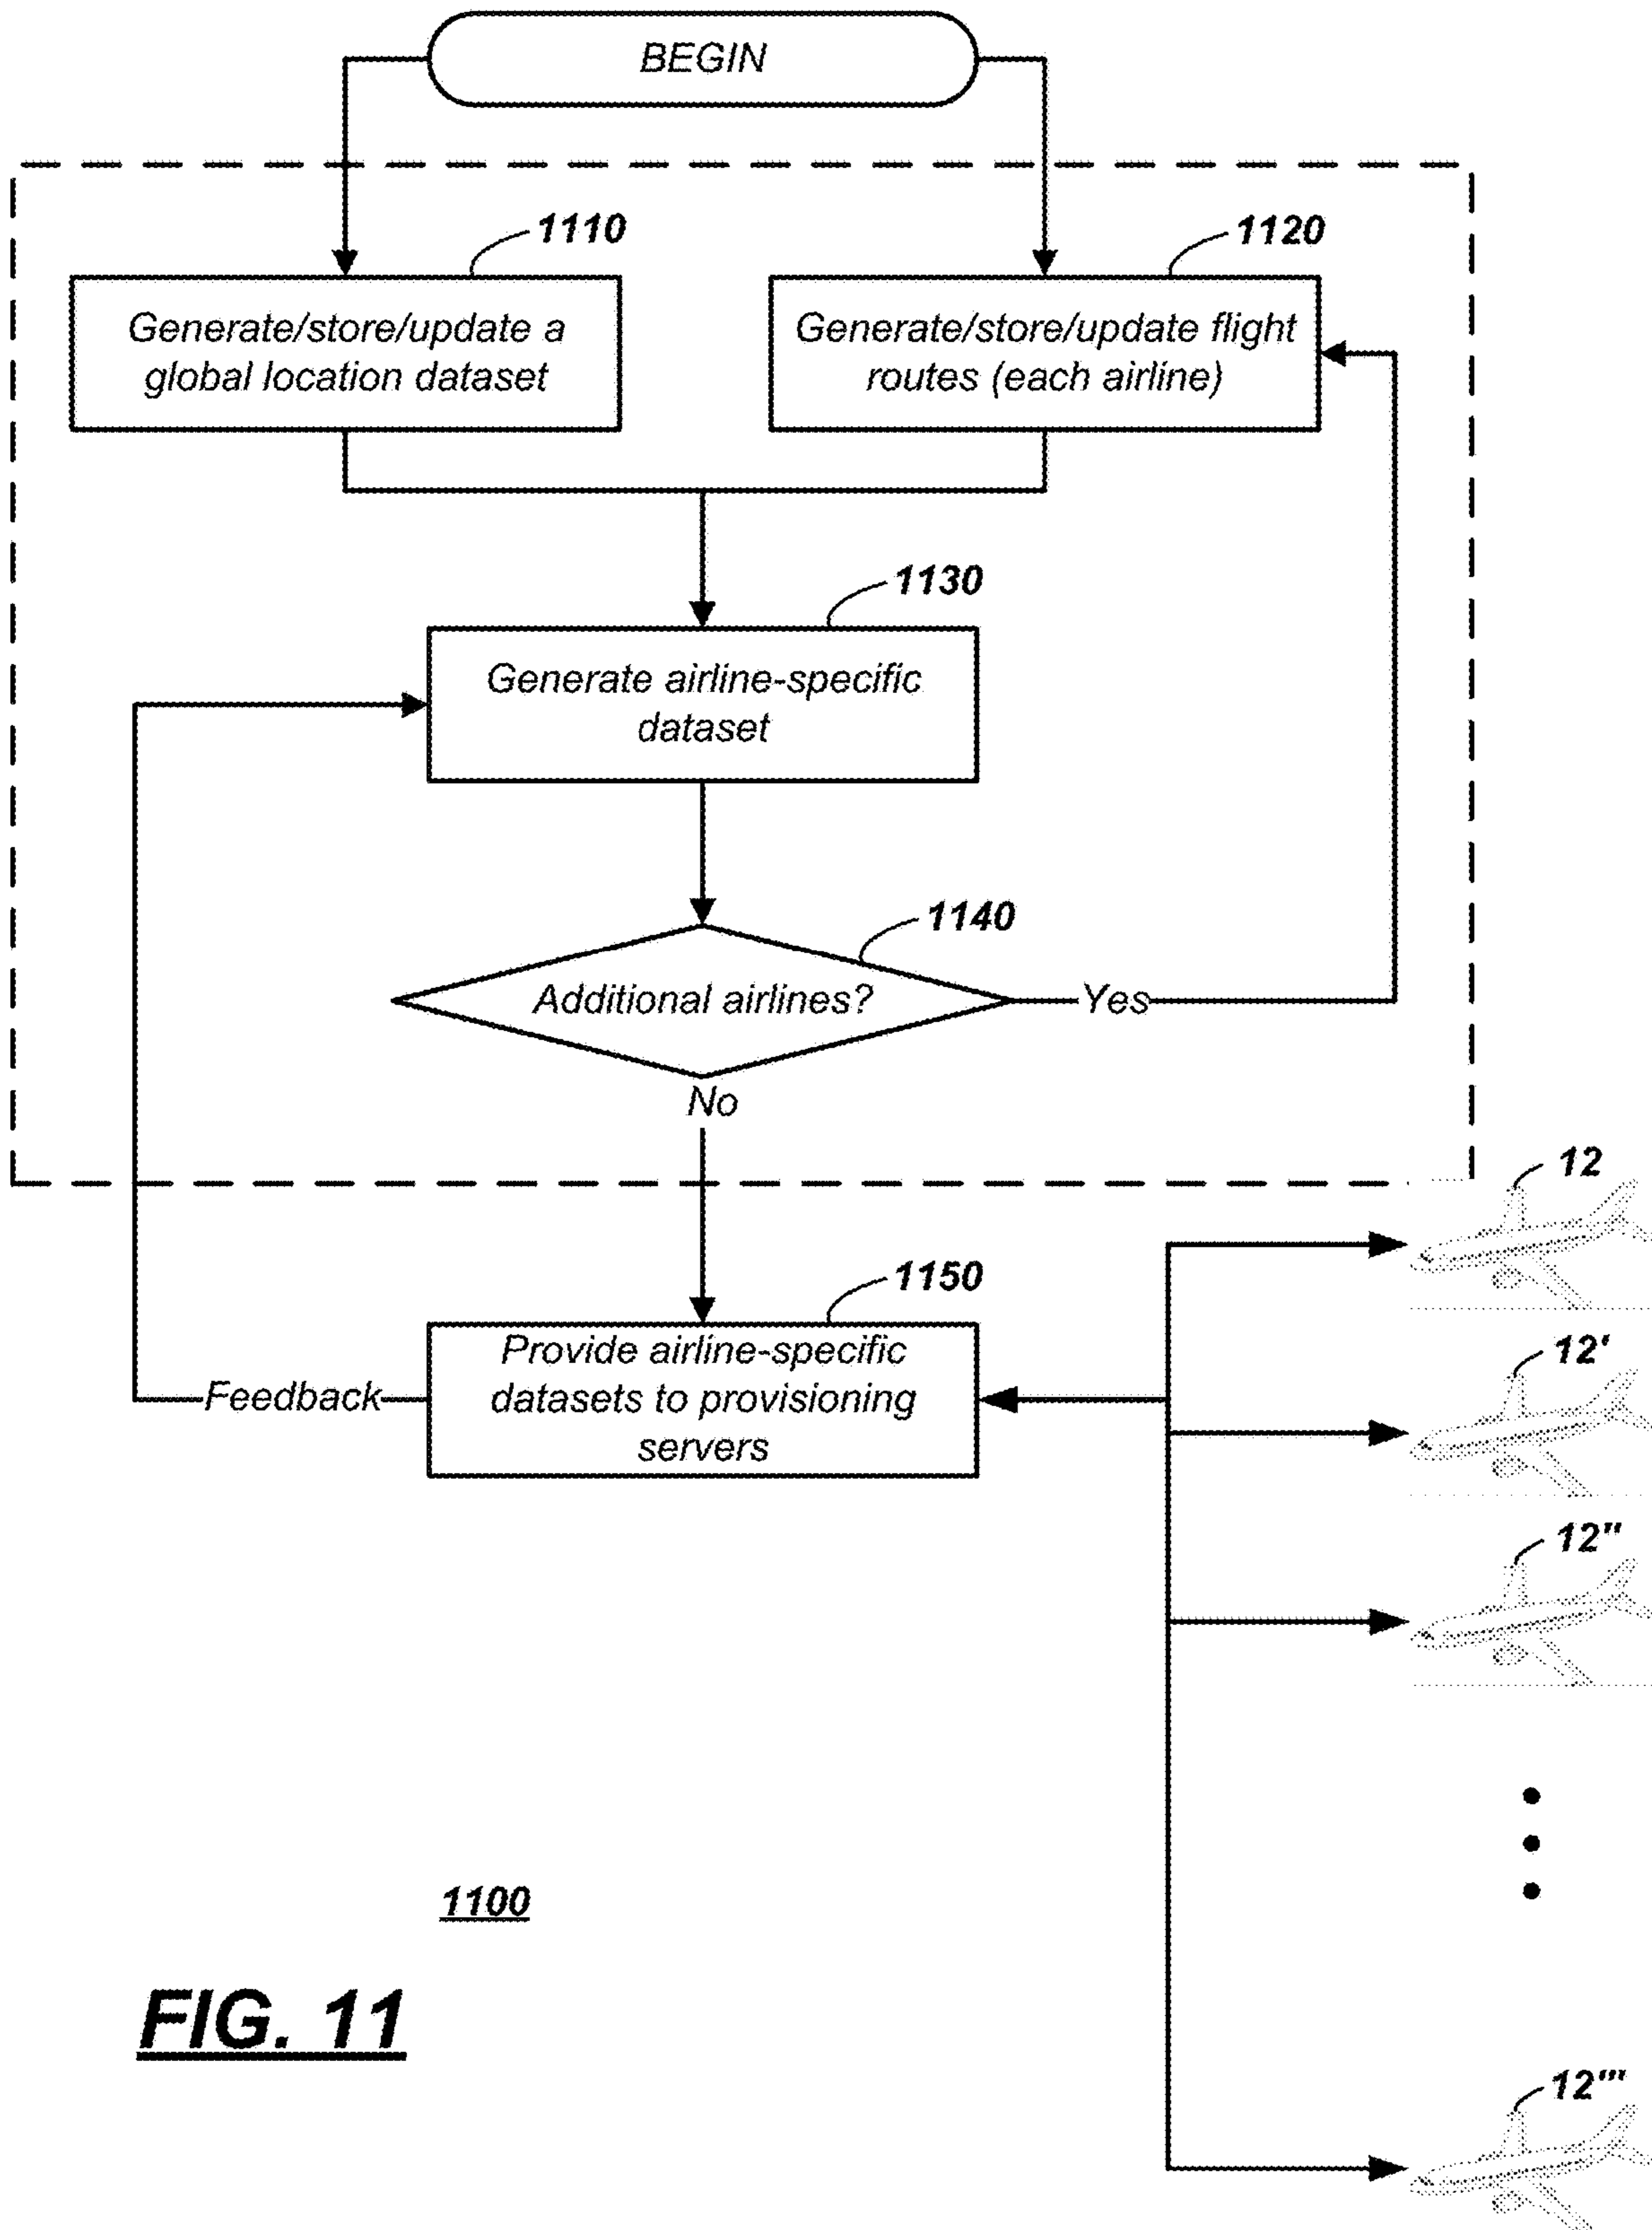 BEGIN
1110
1120
Generate/store/update a
global location dataset
Generate/store/update flight
routes (each airline)
1130
Generate airline-specific
dataset
1140
Additional airlines?
Yes
No
12
1150
Provide airline-specific
datasets to provisioning
servers
Feedback
12'
12"
1100
FIG. 11
12'"